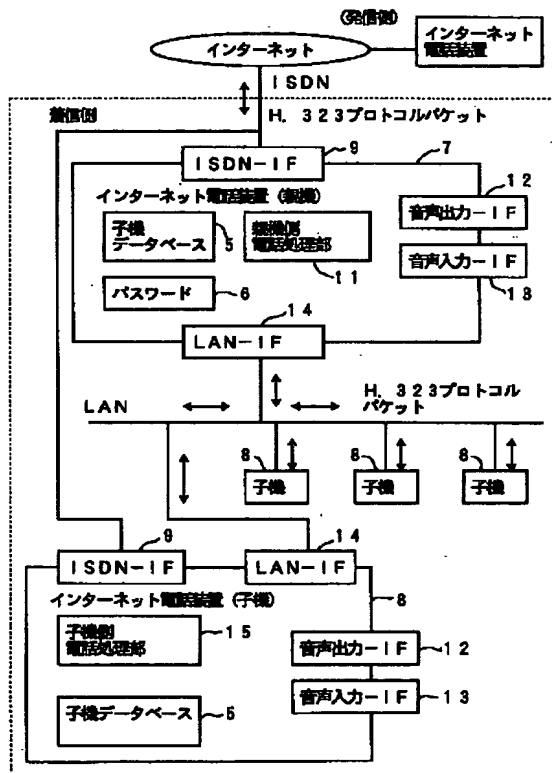 (発信側)
インターネット
インターネット
電話装置
ISDN
着信側
H. 323プロトコルパケット
9
7
ISDN-IF
12
インターネット電話装置(親機)
音声出力-IF
子機
データベース
5
親機側
電話処理部
11
音声入力-IF
13
パスワード
6
14
LAN-IF
LAN
H. 323プロトコル
パケット
8
8
8
子機
子機
子機
9
14
ISDN-IF
LAN-IF
インターネット電話装置(子機)
8
子機側
電話処理部
15
音声出力-IF
12
音声入力-IF
13
子機データベース
5